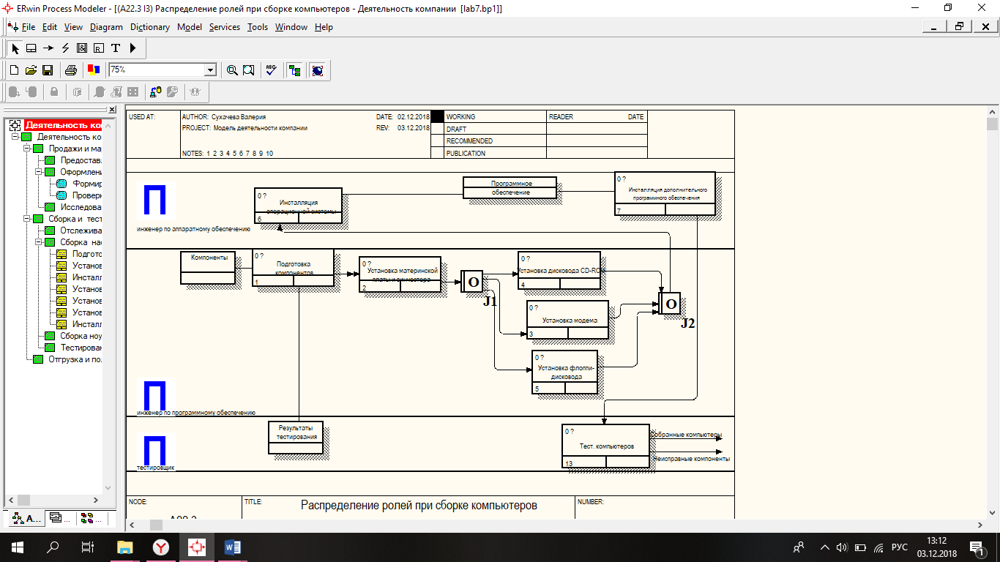 ERwin Process Modeler - [(A22.3 I3) Распределение ролей при сборке компьютеров - Деятельность компании [lab7.bp1]]
File Edit View Diagram Dictionary Model Services Tools Window Help
75%
Деятельность ко
Деятельность ко
Продажи и ма
Предостав
Оформлени
Формир
Проверк
Исследова
Сборка и тест
Отслежива
Сборка нас
Подгото
Установ
Инсталл
Установ
Установ
Установ
Инсталл
Сборка ноу
Тестирован
Отгрузка и по
A...
...
...
USED AT:
AUTHOR: Сухачева Валерия
DATE: 02.12.2018
PROJECT: Модель деятельности компании
REV: 03.12.2018
NOTES: 1 2 3 4 5 6 7 8 9 10
WORKING
DRAFT
RECOMMENDED
PUBLICATION
READER DATE
П
инженер по аппаратному обеспечению
0 ?
Инсталляция
операционной системы
6
Программное
обеспечение
0 ?
Инсталляция дополнительного
программного обеспечения
7
Компоненты
0 ?
Подготовка
компонентов
1
0 ?
Установка материнской
платы и винчестера
2
O
J1
0 ?
Установка дисковода CD-RO
4
0 ?
Установка модема
3
0 ?
Установка флоппи-
дисковода
5
O
J2
П
инженер по программному обеспечению
П
тестировщик
Результаты
тестирования
0 ?
Тест. компьютеров
13
Собранные компьютеры
Неисправные компоненты
NODE:
A22.3
TITLE:
Распределение ролей при сборке компьютеров
NUMBER:
РУС
13:12
03.12.2018
1